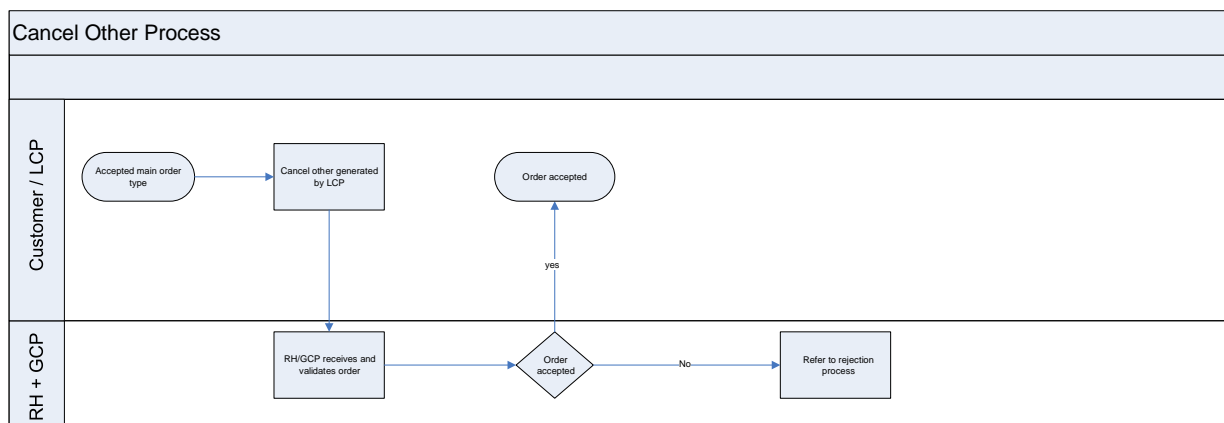 Cancel Other Process
Customer / LCP
Accepted main order
type
Cancel other generated
by LCP
Order accepted
yes
RH + GCP
RH/GCP receives and
validates order
Order
accepted
No
Refer to rejection
process